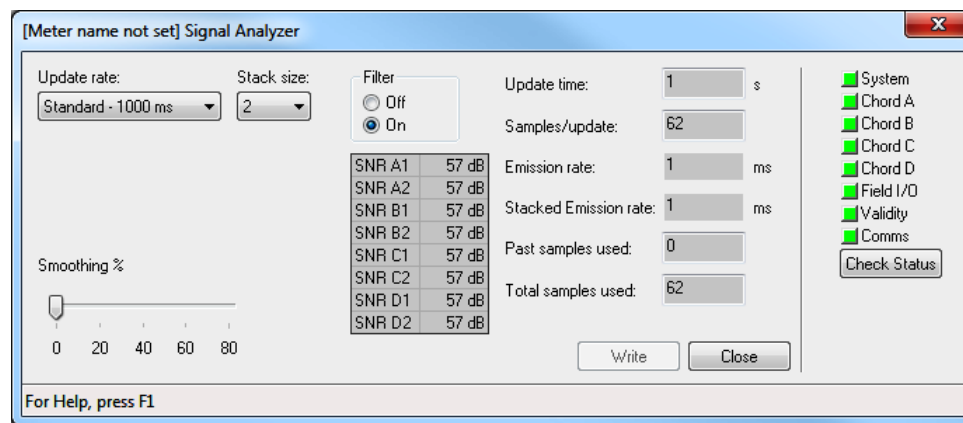 [Meter name not set] Signal Analyzer
Update rate:
Standard - 1000 ms
Stack size:
2
Filter
Off
On
SNR A1 57 dB
SNR A2 57 dB
SNR B1 57 dB
SNR B2 57 dB
SNR C1 57 dB
SNR C2 57 dB
SNR D1 57 dB
SNR D2 57 dB
Smoothing %
0 20 40 60 80
Update time: 1 s
Samples/update: 62
Emission rate: 1 ms
Stacked Emission rate: 1 ms
Past samples used: 0
Total samples used: 62
Write
Close
System
Chord A
Chord B
Chord C
Chord D
Field I/O
Validity
Comms
Check Status
For Help, press F1